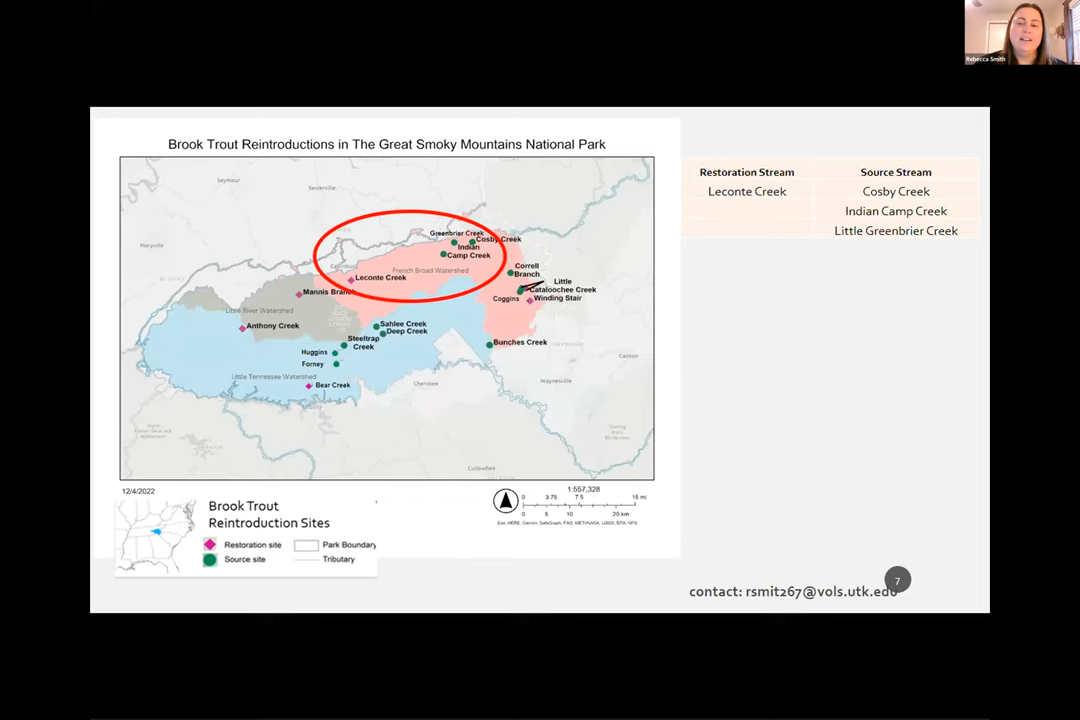 Rebecca Smith
Brook Trout Reintroductions in The Great Smoky Mountains National Park
Restoration Stream Source Stream
Leconte Creek Cosby Creek
Indian Camp Creek
Little Greenbrier Creek
Seymour
Sevierville
Maryville
Greenbrier Creek
Cosby Creek
Indian
Camp Creek
French Broad Watershed
Correll
Branch
Leconte Creek
Little
Cataloochee Creek
Coggins
Winding Stair
Mannis Branch
Little River Watershed
Anthony Creek
Sahlee Creek
Deep Creek
Steeltrap
Creek
Bunches Creek
Huggins
Forney
Canton
Little Tennessee Watershed
Bear Creek
Cherokee
Waynesville
Cullowhee
12/4/2022
1:557,328
0 3.75 7.5 15 mi
0 5 10 20 km
Brook Trout
Reintroduction Sites
Restoration site Park Boundary
Source site Tributary
7
contact: rsmit267@vols.utk.edu